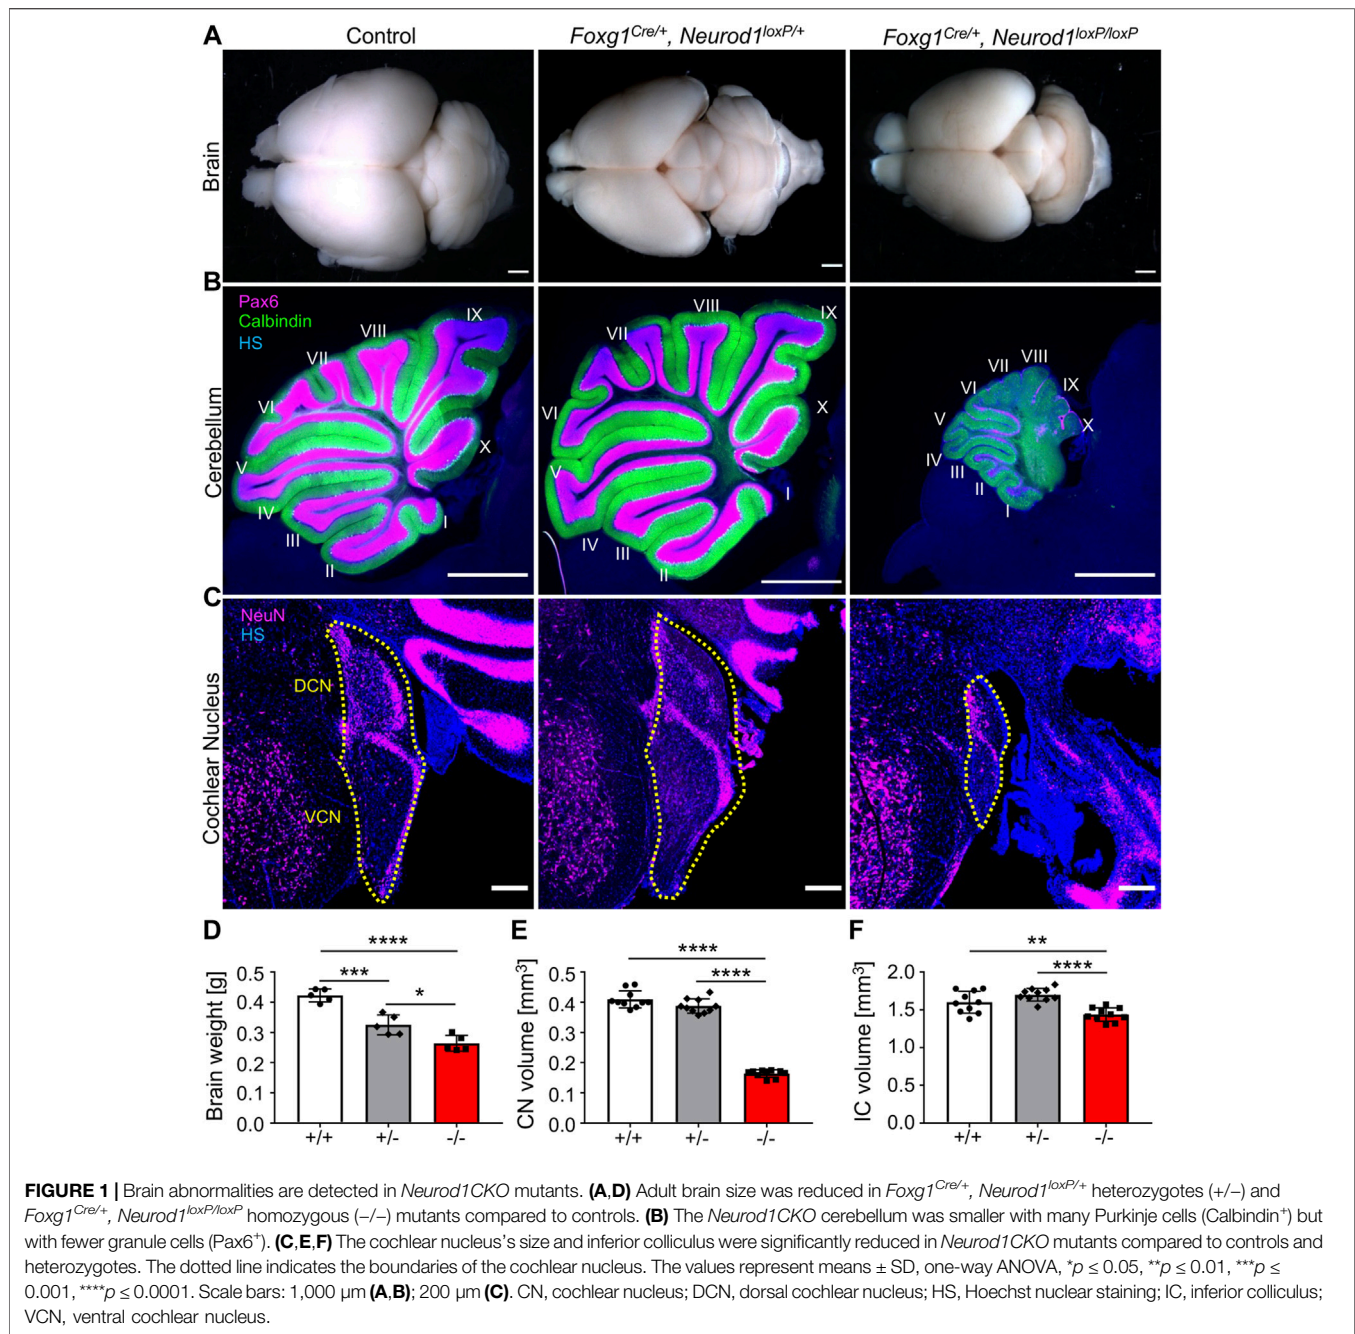 A
Control
Foxg1Cre/+, Neurod1loxP/+
Foxg1Cre/+, Neurod1loxP/loxP
Brain
B
Pax6
Calbindin
HS
Cerebellum
IX
VIII
VII
VI
V
IV
III
II
I
X
VIII
IX
VII
VI
X
V
I
IV
III
II
VIII
VII
VI
IX
V
X
IV
III
II
I
C
NeuN
HS
Cochlear Nucleus
DCN
VCN
D
****
***
*
Brain weight [g]
0.5
0.4
0.3
0.2
0.1
0.0
+/+
+/-
-/-
E
****
****
CN volume [mm3]
0.5
0.4
0.3
0.2
0.1
0.0
+/+
+/-
-/-
F
**
****
IC volume [mm3]
2.0
1.5
1.0
0.5
0.0
+/+
+/-
-/-
FIGURE 1 | Brain abnormalities are detected in Neurod1CKO mutants. (A,D) Adult brain size was reduced in Foxg1Cre/+, Neurod1loxP/+ heterozygotes (+/−) and
Foxg1Cre/+, Neurod1loxP/loxP homozygous (−/−) mutants compared to controls. (B) The Neurod1CKO cerebellum was smaller with many Purkinje cells (Calbindin+) but
with fewer granule cells (Pax6+). (C,E,F) The cochlear nucleus's size and inferior colliculus were significantly reduced in Neurod1CKO mutants compared to controls and
heterozygotes. The dotted line indicates the boundaries of the cochlear nucleus. The values represent means ± SD, one-way ANOVA, *p ≤ 0.05, **p ≤ 0.01, ***p ≤
0.001, ****p ≤ 0.0001. Scale bars: 1,000 μm (A,B); 200 μm (C). CN, cochlear nucleus; DCN, dorsal cochlear nucleus; HS, Hoechst nuclear staining; IC, inferior colliculus;
VCN, ventral cochlear nucleus.